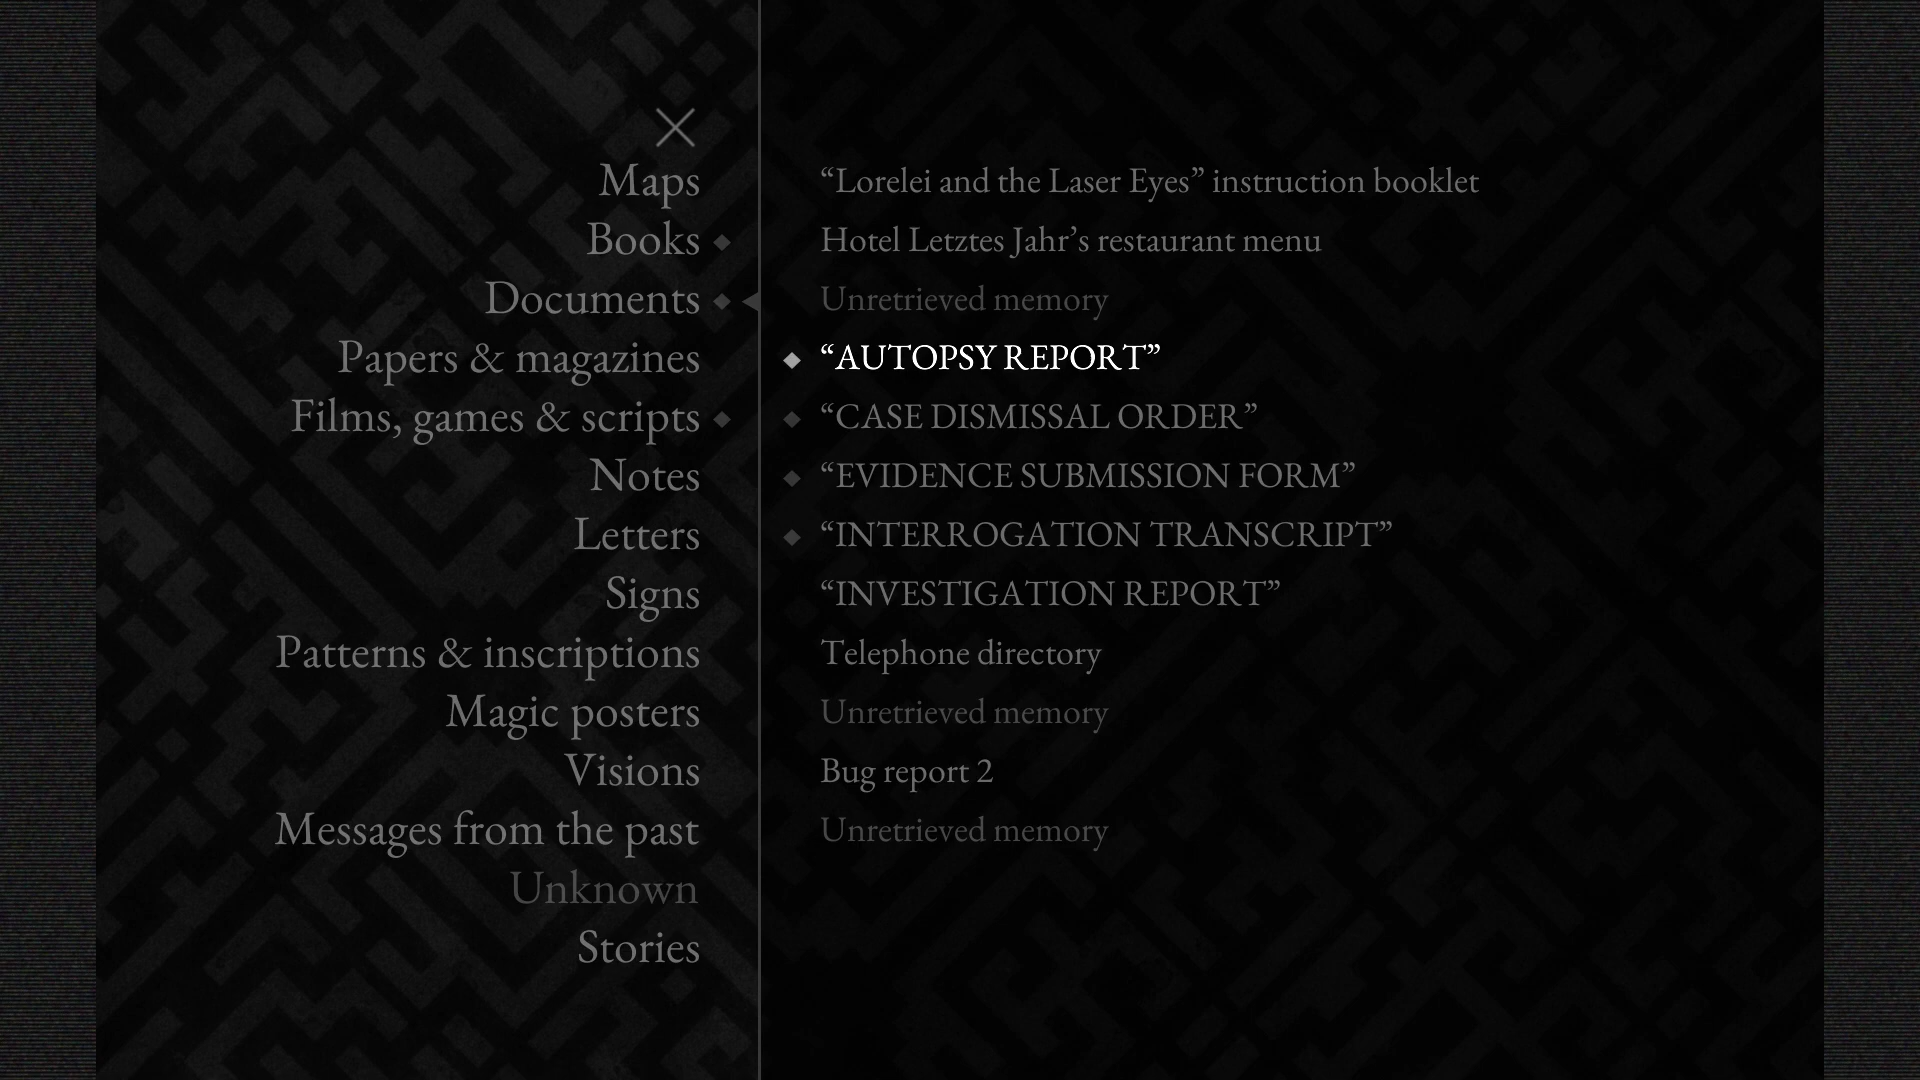 Maps
Books
Documents
Papers & magazines
Films, games & scripts
Notes
Letters
Signs
Patterns & inscriptions
Magic posters
Visions
Messages from the past
Unknown
Stories
“Lorelei and the Laser Eyes” instruction booklet
Hotel Letztes Jahr’s restaurant menu
Unretrieved memory
“AUTOPSY REPORT”
“CASE DISMISSAL ORDER”
“EVIDENCE SUBMISSION FORM”
“INTERROGATION TRANSCRIPT”
“INVESTIGATION REPORT”
Telephone directory
Unretrieved memory
Bug report 2
Unretrieved memory